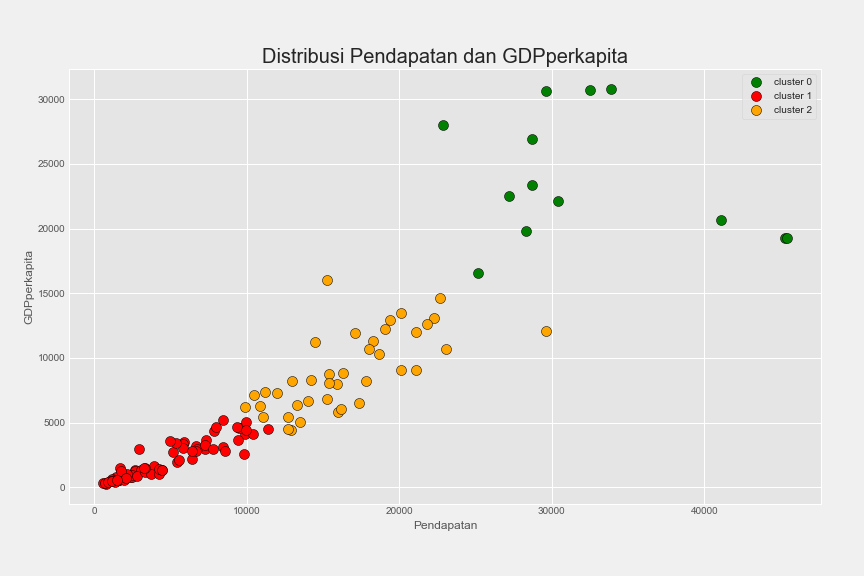 Distribusi Pendapatan dan GDPperkapita
cluster 0
cluster 1
cluster 2
GDPperkapita
30000
25000
20000
15000
10000
5000
0
0 10000 20000 30000 40000
Pendapatan